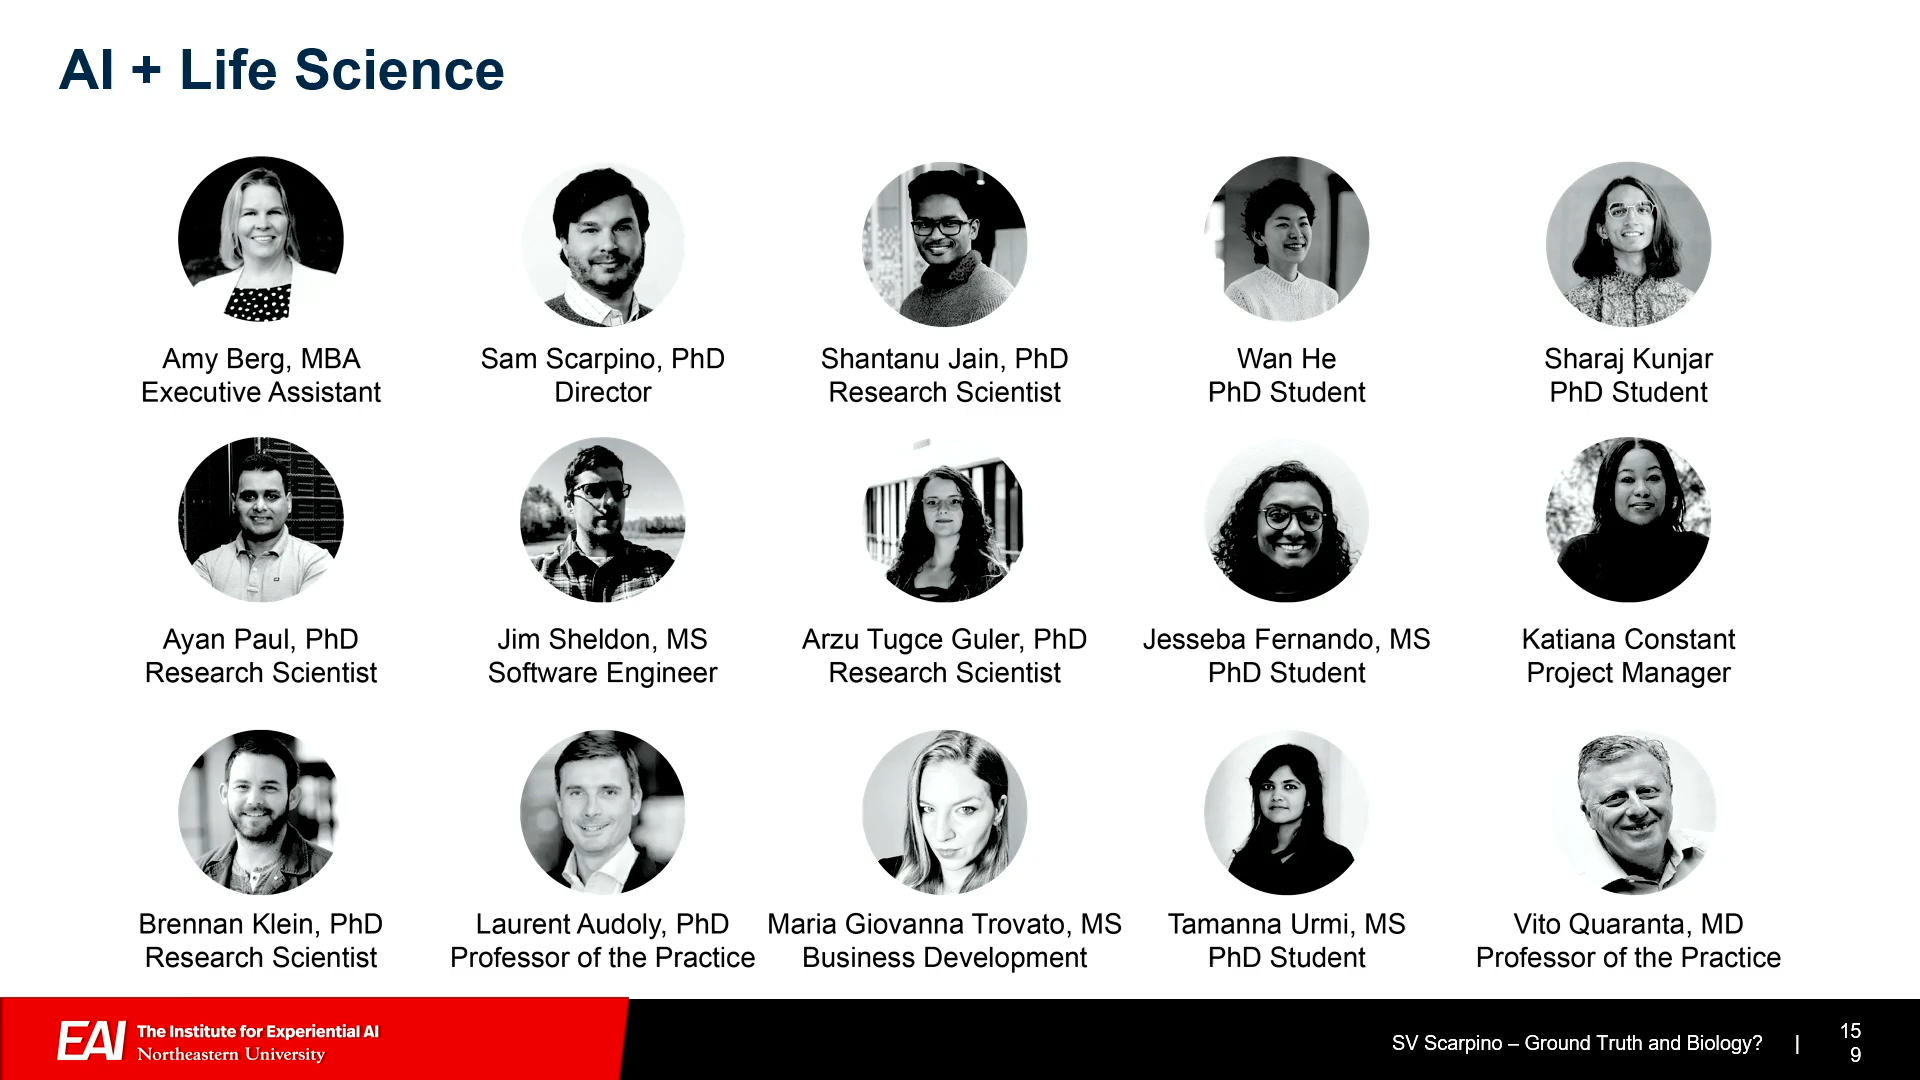 AI + Life Science
Amy Berg, MBA
Executive Assistant
Sam Scarpino, PhD
Director
Shantanu Jain, PhD
Research Scientist
Wan He
PhD Student
Sharaj Kunjar
PhD Student
Ayan Paul, PhD
Research Scientist
Jim Sheldon, MS
Software Engineer
Arzu Tugce Guler, PhD
Research Scientist
Jesseba Fernando, MS
PhD Student
Katiana Constant
Project Manager
Brennan Klein, PhD
Research Scientist
Laurent Audoly, PhD
Professor of the Practice
Maria Giovanna Trovato, MS
Business Development
Tamanna Urmi, MS
PhD Student
Vito Quaranta, MD
Professor of the Practice
EAI
The Institute for Experiential AI
Northeastern University
SV Scarpino – Ground Truth and Biology? |
15
9